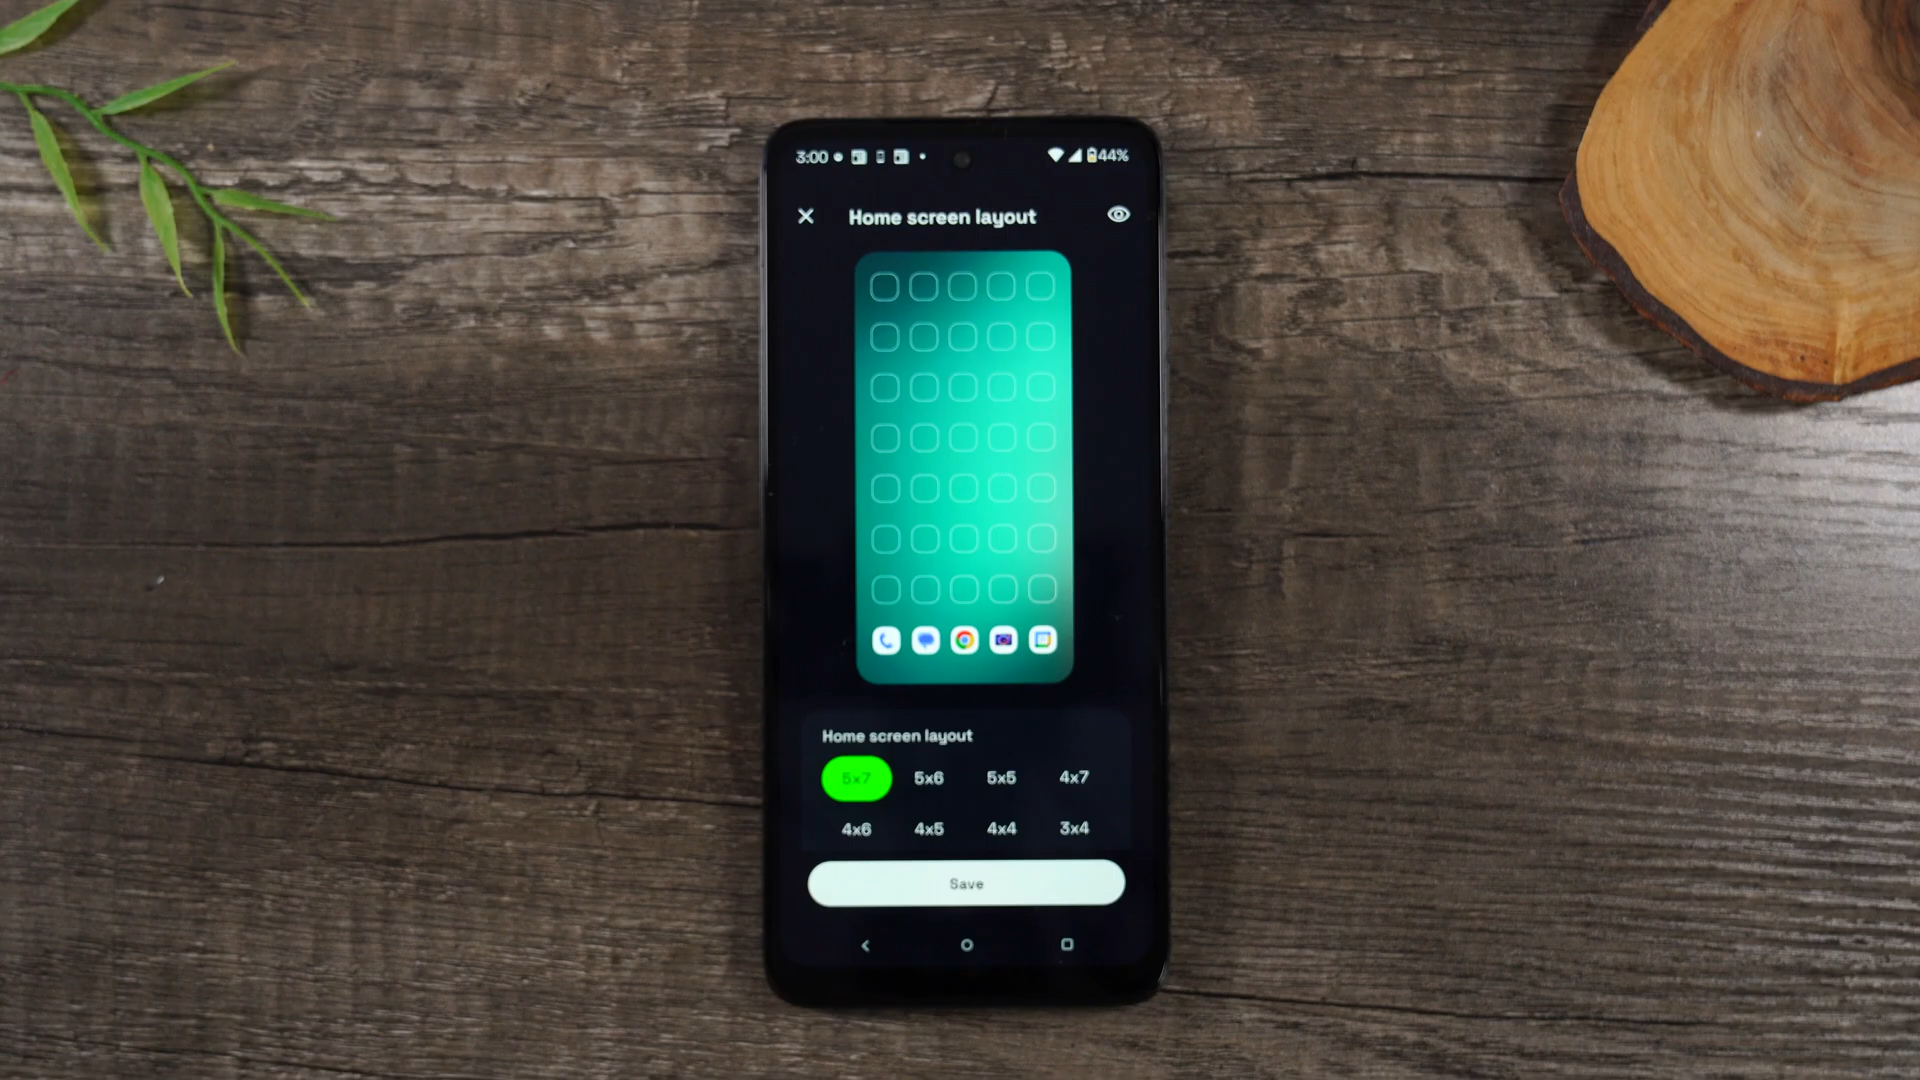 3:00 44%
Home screen layout
Home screen layout
5x7 5x6 5x5 4x7
4x6 4x5 4x4 3x4
Save